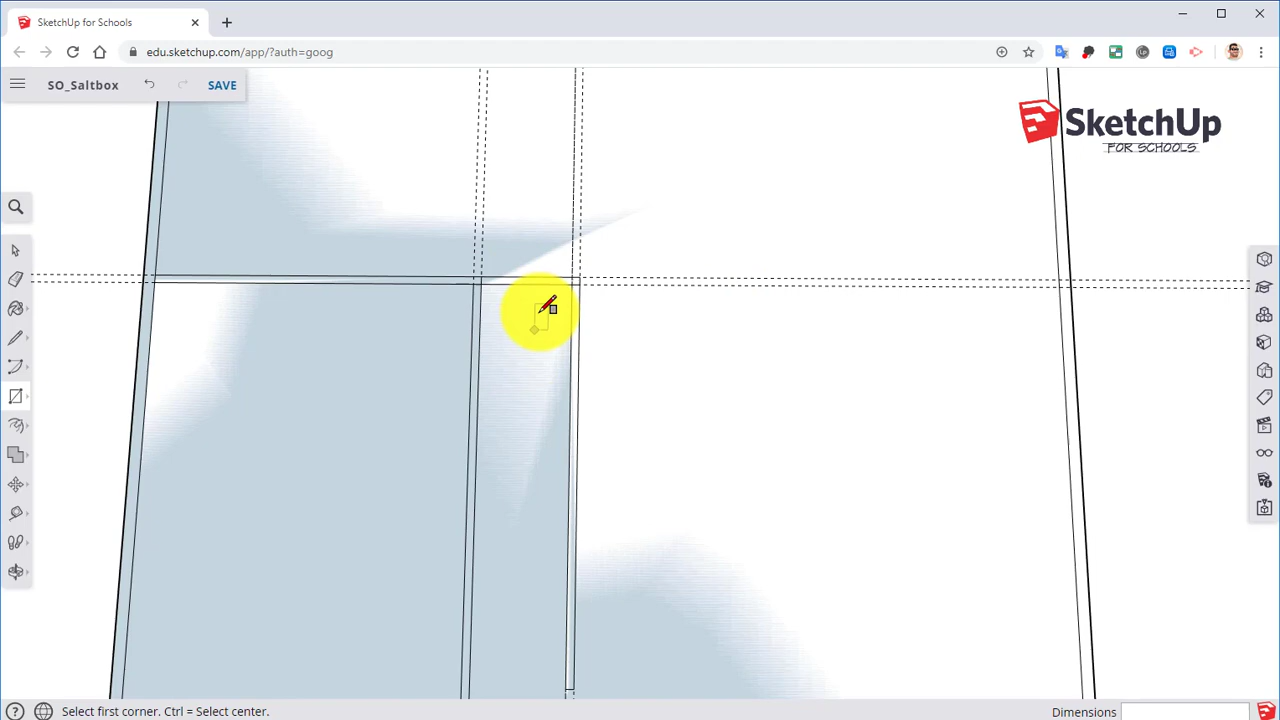 SketchUp for Schools
edu.sketchup.com/app/?auth=goog
SO_Saltbox
SAVE
SketchUp
FOR SCHOOLS
Select first corner. Ctrl = Select center.
Dimensions